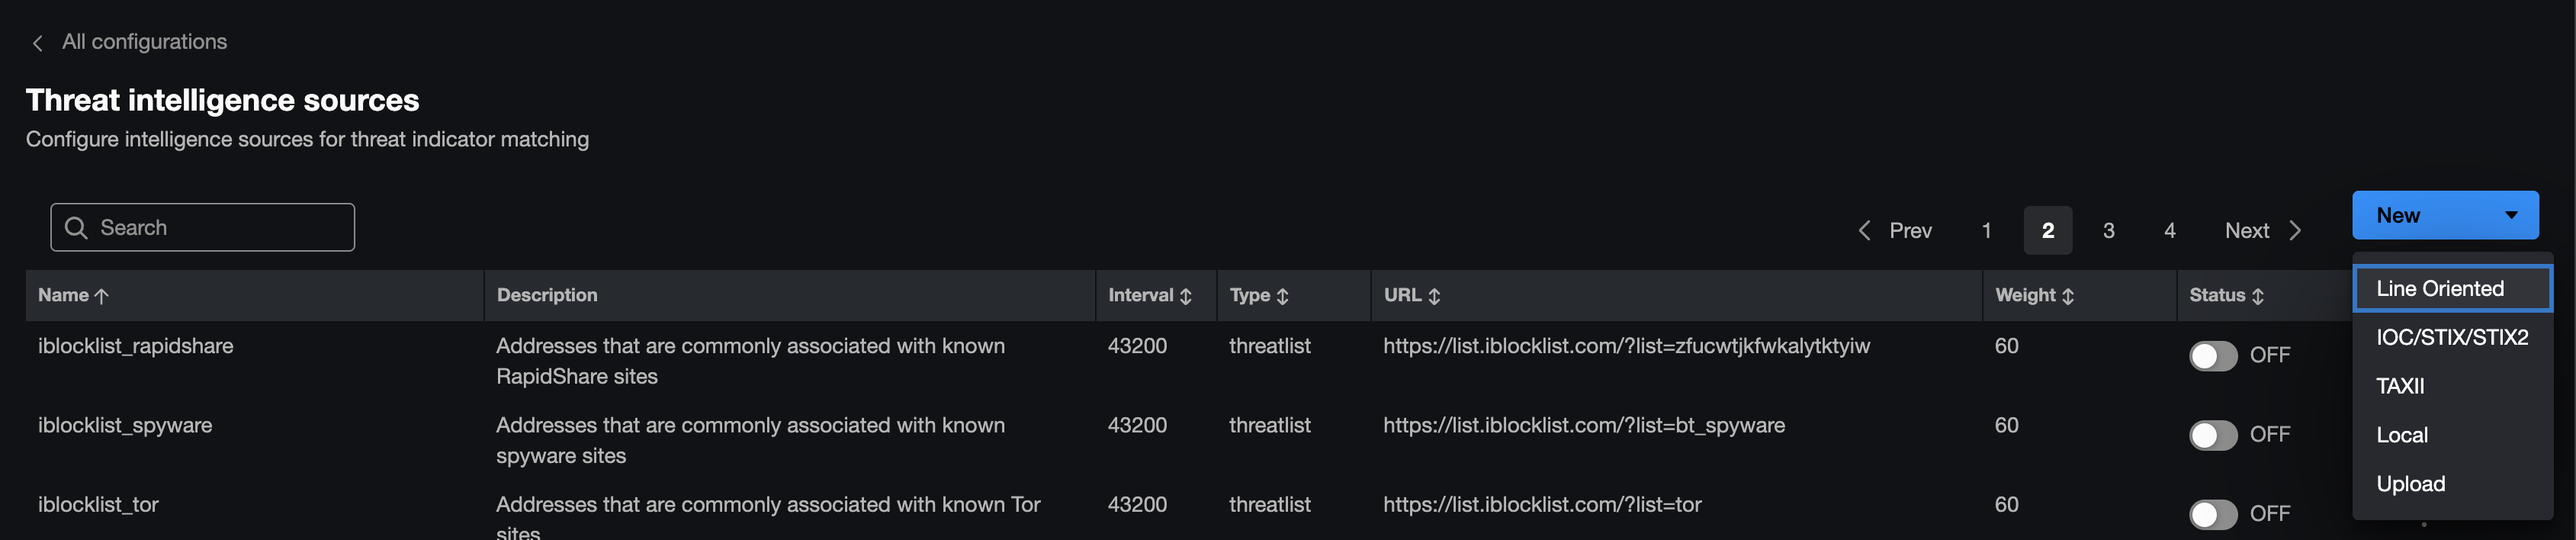 All configurations
Threat intelligence sources
Configure intelligence sources for threat indicator matching
Search
Prev 1 2 3 4 Next
New
Line Oriented
IOC/STIX/STIX2
TAXII
Local
Upload
Name Description Interval Type URL Weight Status
iblocklist_rapidshare Addresses that are commonly associated with known 43200 threatlist https://list.iblocklist.com/?list=zfucwtjkfwkalytktyiw 60 OFF
RapidShare sites
iblocklist_spyware Addresses that are commonly associated with known 43200 threatlist https://list.iblocklist.com/?list=bt_spyware 60 OFF
spyware sites
iblocklist_tor Addresses that are commonly associated with known Tor 43200 threatlist https://list.iblocklist.com/?list=tor 60 OFF
sites